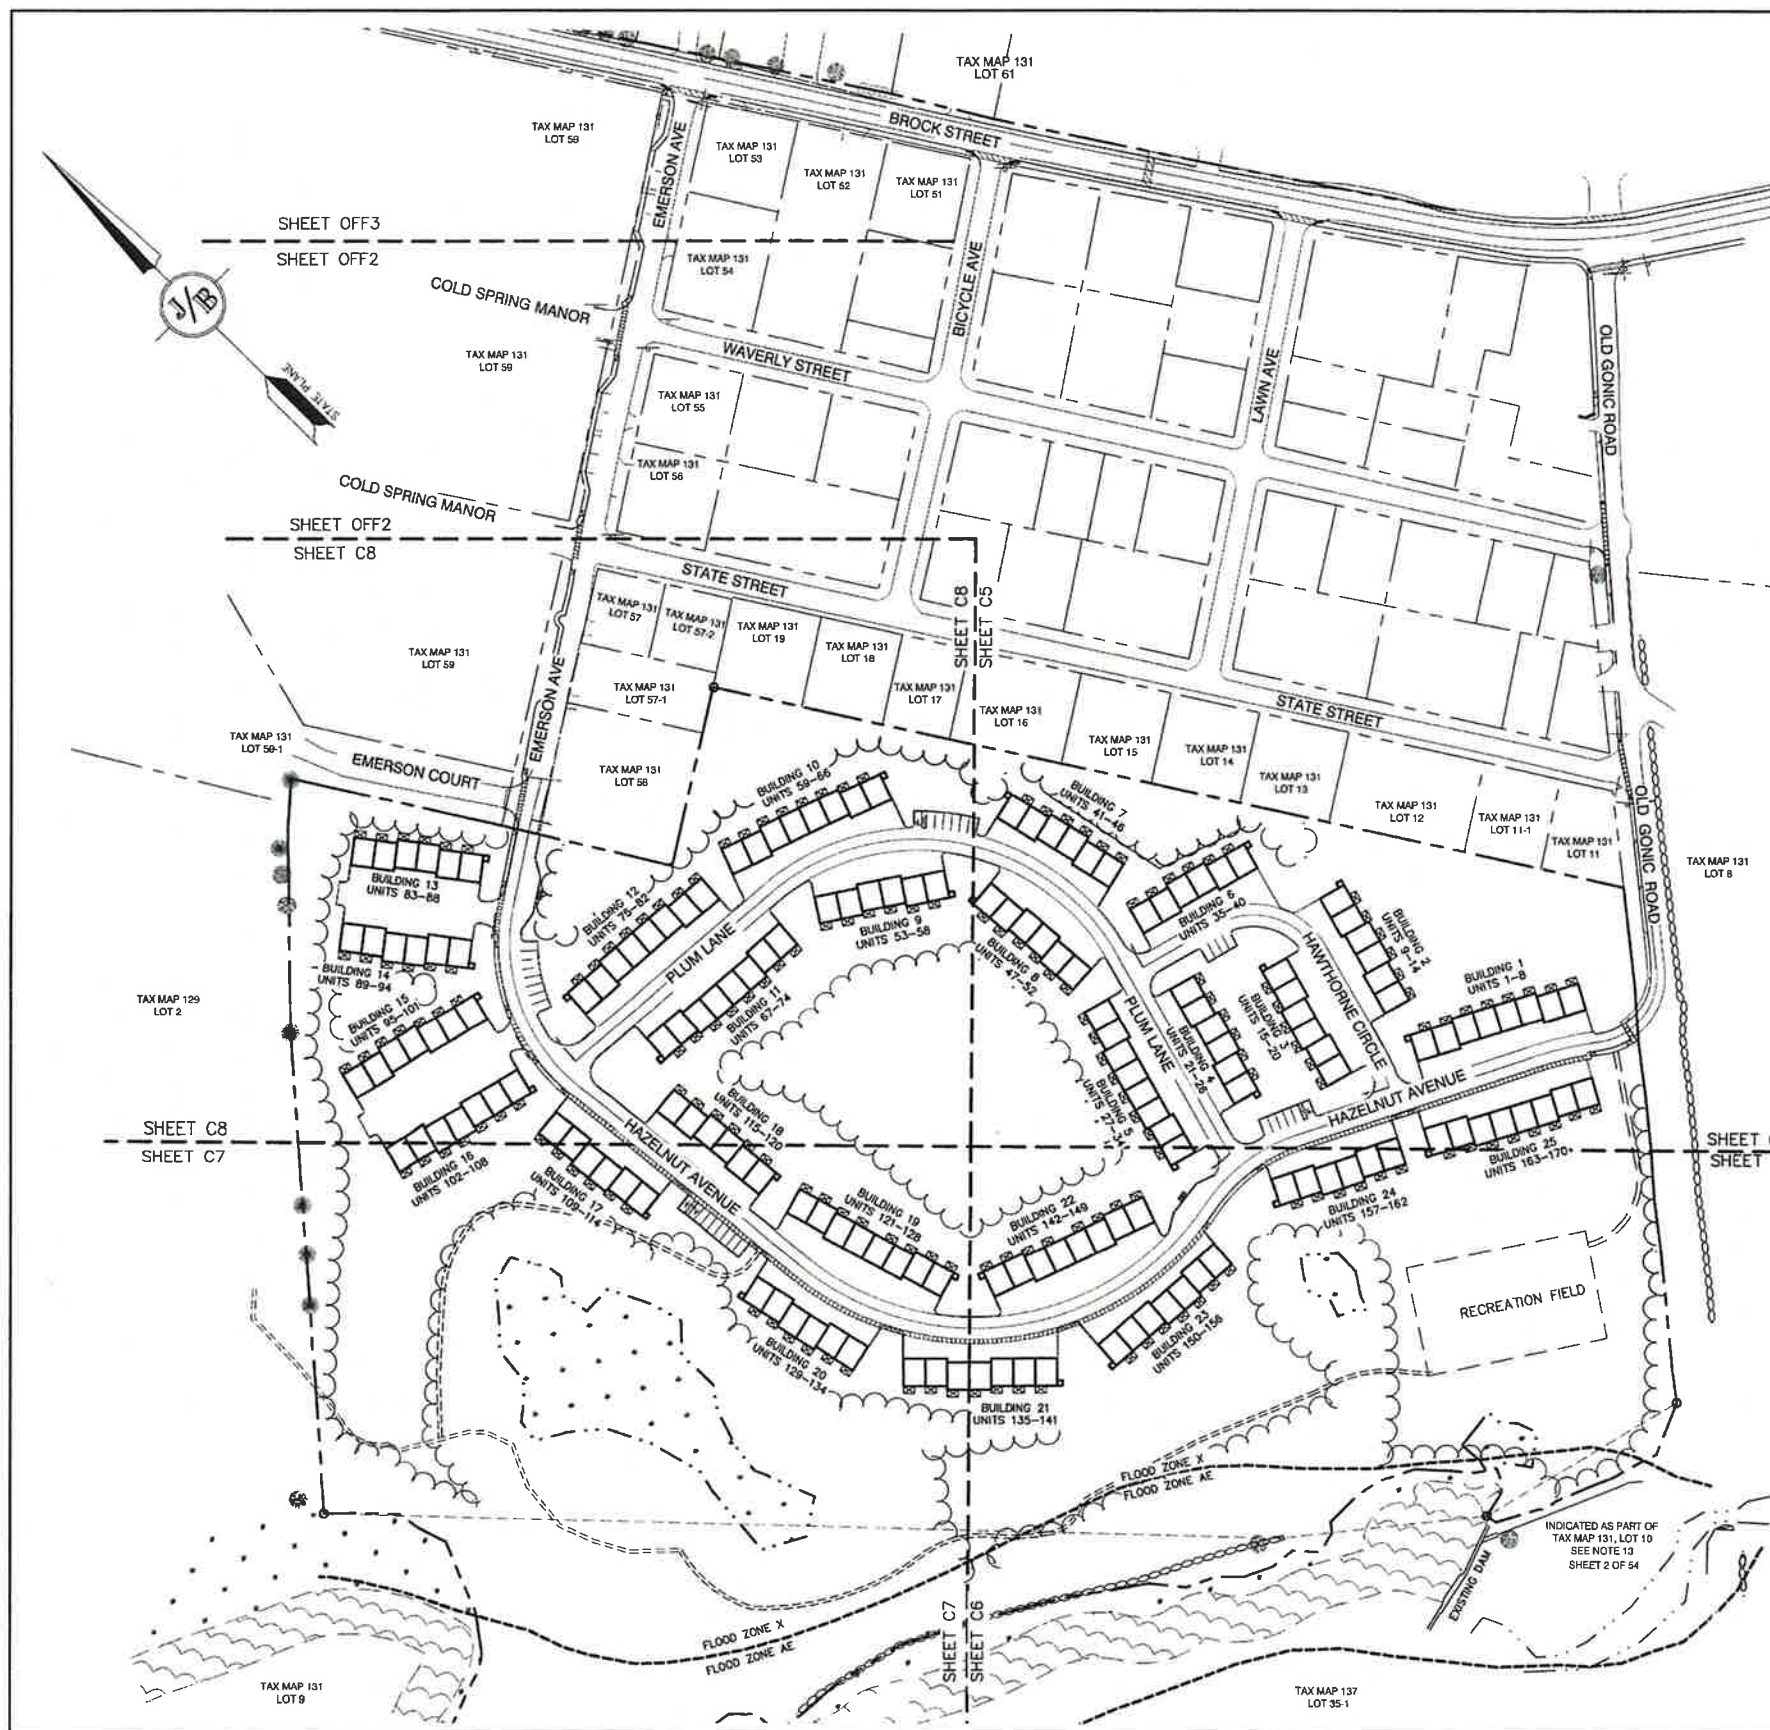 TAX MAP 131
LOT 61
BROCK STREET
TAX MAP 131
LOT 59
EMERSON AVE
TAX MAP 131
LOT 53
TAX MAP 131
LOT 52
TAX MAP 131
LOT 51
SHEET OFF3
SHEET OFF2
TAX MAP 131
LOT 54
BICYCLE AVE
COLD SPRING MANOR
J/B
STATE PLANE
TAX MAP 131
LOT 59
WAVERLY STREET
LAWN AVE
OLD GONIC ROAD
TAX MAP 131
LOT 55
TAX MAP 131
LOT 56
COLD SPRING MANOR
SHEET OFF2
SHEET C8
STATE STREET
TAX MAP 131
LOT 57
TAX MAP 131
LOT 57-2
TAX MAP 131
LOT 19
TAX MAP 131
LOT 18
SHEET C8
SHEET C5
TAX MAP 131
LOT 59
TAX MAP 131
LOT 57-1
TAX MAP 131
LOT 17
TAX MAP 131
LOT 16
STATE STREET
EMERSON AVE
TAX MAP 131
LOT 59-1
EMERSON COURT
TAX MAP 131
LOT 58
TAX MAP 131
LOT 15
TAX MAP 131
LOT 14
TAX MAP 131
LOT 13
TAX MAP 131
LOT 12
TAX MAP 131
LOT 11-1
TAX MAP 131
LOT 11
OLD GONIC ROAD
TAX MAP 131
LOT 8
BUILDING 10
UNITS 59-66
BUILDING 7
UNITS 41-46
BUILDING 13
UNITS 83-88
BUILDING 12
UNITS 75-82
BUILDING 9
UNITS 53-58
BUILDING 6
UNITS 35-40
BUILDING 2
UNITS 9-14
PLUM LANE
BUILDING 8
UNITS 47-52
HAWTHORNE CIRCLE
BUILDING 14
UNITS 89-94
BUILDING 1
UNITS 1-8
TAX MAP 129
LOT 2
BUILDING 15
UNITS 95-101
BUILDING 11
UNITS 67-74
PLUM LANE
BUILDING 4
UNITS 21-26
BUILDING 3
UNITS 15-20
BUILDING 5
UNITS 27-34
HAZELNUT AVENUE
BUILDING 18
UNITS 115-120
HAZELNUT AVENUE
SHEET C8
SHEET C7
SHEET
SHEET
BUILDING 16
UNITS 102-108
BUILDING 17
UNITS 109-114
BUILDING 19
UNITS 121-128
BUILDING 22
UNITS 142-149
BUILDING 24
UNITS 157-162
BUILDING 25
UNITS 163-170
RECREATION FIELD
BUILDING 20
UNITS 129-134
BUILDING 23
UNITS 150-156
BUILDING 21
UNITS 135-141
FLOOD ZONE X
FLOOD ZONE AE
INDICATED AS PART OF
TAX MAP 131, LOT 10
SEE NOTE 13
SHEET 2 OF 54
EXISTING DAM
FLOOD ZONE X
FLOOD ZONE AE
SHEET C7
SHEET C6
TAX MAP 131
LOT 9
TAX MAP 137
LOT 35-1